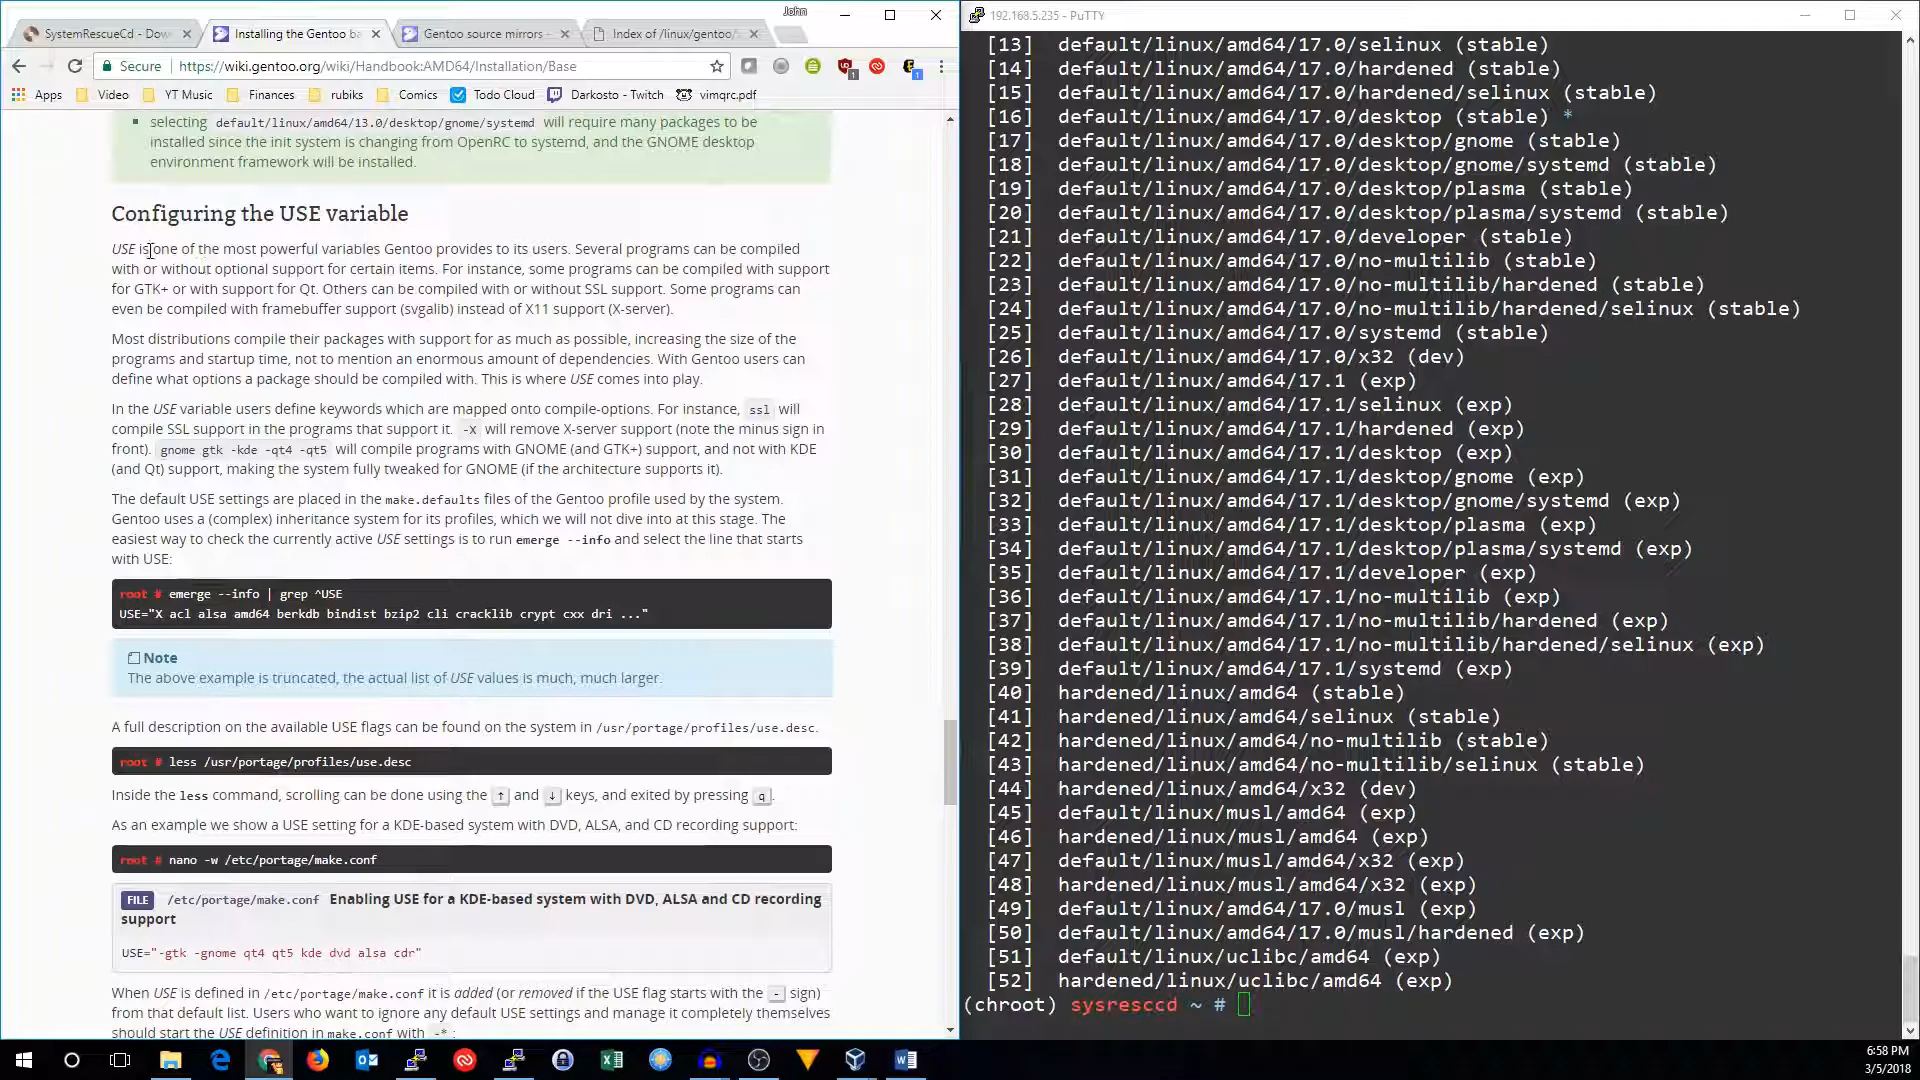 John
SystemRescueCd - Dow
Installing the Gentoo ba
Gentoo source mirrors -
Index of /linux/gentoo/
Secure
https://wiki.gentoo.org/wiki/Handbook:AMD64/Installation/Base
Apps
Video
YT Music
Finances
rubiks
Comics
Todo Cloud
Darkosto - Twitch
vimqrc.pdf
selecting default/linux/amd64/13.0/desktop/gnome/systemd will require many packages to be
installed since the init system is changing from OpenRC to systemd, and the GNOME desktop
environment framework will be installed.
Configuring the USE variable
USE is one of the most powerful variables Gentoo provides to its users. Several programs can be compiled
with or without optional support for certain items. For instance, some programs can be compiled with support
for GTK+ or with support for Qt. Others can be compiled with or without SSL support. Some programs can
even be compiled with framebuffer support (svgalib) instead of X11 support (X-server).
Most distributions compile their packages with support for as much as possible, increasing the size of the
programs and startup time, not to mention an enormous amount of dependencies. With Gentoo users can
define what options a package should be compiled with. This is where USE comes into play.
In the USE variable users define keywords which are mapped onto compile-options. For instance, ssl will
compile SSL support in the programs that support it. -X will remove X-server support (note the minus sign in
front). gnome gtk -kde -qt4 -qt5 will compile programs with GNOME (and GTK+) support, and not with KDE
(and Qt) support, making the system fully tweaked for GNOME (if the architecture supports it).
The default USE settings are placed in the make.defaults files of the Gentoo profile used by the system.
Gentoo uses a (complex) inheritance system for its profiles, which we will not dive into at this stage. The
easiest way to check the currently active USE settings is to run emerge --info and select the line that starts
with USE:
root # emerge --info | grep ^USE
USE="X acl alsa amd64 berkdb bindist bzip2 cli cracklib crypt cxx dri ..."
Note
The above example is truncated, the actual list of USE values is much, much larger.
A full description on the available USE flags can be found on the system in /usr/portage/profiles/use.desc.
root # less /usr/portage/profiles/use.desc
Inside the less command, scrolling can be done using the ↑ and ↓ keys, and exited by pressing q.
As an example we show a USE setting for a KDE-based system with DVD, ALSA, and CD recording support:
root # nano -w /etc/portage/make.conf
FILE /etc/portage/make.conf Enabling USE for a KDE-based system with DVD, ALSA and CD recording
support
USE="-gtk -gnome qt4 qt5 kde dvd alsa cdr"
When USE is defined in /etc/portage/make.conf it is added (or removed if the USE flag starts with the - sign)
from that default list. Users who want to ignore any default USE settings and manage it completely themselves
should start the USE definition in make.conf with -*:
192.168.5.235 - PuTTY
[13] default/linux/amd64/17.0/selinux (stable)
[14] default/linux/amd64/17.0/hardened (stable)
[15] default/linux/amd64/17.0/hardened/selinux (stable)
[16] default/linux/amd64/17.0/desktop (stable) *
[17] default/linux/amd64/17.0/desktop/gnome (stable)
[18] default/linux/amd64/17.0/desktop/gnome/systemd (stable)
[19] default/linux/amd64/17.0/desktop/plasma (stable)
[20] default/linux/amd64/17.0/desktop/plasma/systemd (stable)
[21] default/linux/amd64/17.0/developer (stable)
[22] default/linux/amd64/17.0/no-multilib (stable)
[23] default/linux/amd64/17.0/no-multilib/hardened (stable)
[24] default/linux/amd64/17.0/no-multilib/hardened/selinux (stable)
[25] default/linux/amd64/17.0/systemd (stable)
[26] default/linux/amd64/17.0/x32 (dev)
[27] default/linux/amd64/17.1 (exp)
[28] default/linux/amd64/17.1/selinux (exp)
[29] default/linux/amd64/17.1/hardened (exp)
[30] default/linux/amd64/17.1/desktop (exp)
[31] default/linux/amd64/17.1/desktop/gnome (exp)
[32] default/linux/amd64/17.1/desktop/gnome/systemd (exp)
[33] default/linux/amd64/17.1/desktop/plasma (exp)
[34] default/linux/amd64/17.1/desktop/plasma/systemd (exp)
[35] default/linux/amd64/17.1/developer (exp)
[36] default/linux/amd64/17.1/no-multilib (exp)
[37] default/linux/amd64/17.1/no-multilib/hardened (exp)
[38] default/linux/amd64/17.1/no-multilib/hardened/selinux (exp)
[39] default/linux/amd64/17.1/systemd (exp)
[40] hardened/linux/amd64 (stable)
[41] hardened/linux/amd64/selinux (stable)
[42] hardened/linux/amd64/no-multilib (stable)
[43] hardened/linux/amd64/no-multilib/selinux (stable)
[44] hardened/linux/amd64/x32 (dev)
[45] default/linux/musl/amd64 (exp)
[46] hardened/linux/musl/amd64 (exp)
[47] default/linux/musl/amd64/x32 (exp)
[48] hardened/linux/musl/amd64/x32 (exp)
[49] default/linux/amd64/17.0/musl (exp)
[50] default/linux/amd64/17.0/musl/hardened (exp)
[51] default/linux/uclibc/amd64 (exp)
[52] hardened/linux/uclibc/amd64 (exp)
(chroot) sysresccd ~ #
6:58 PM
3/5/2018